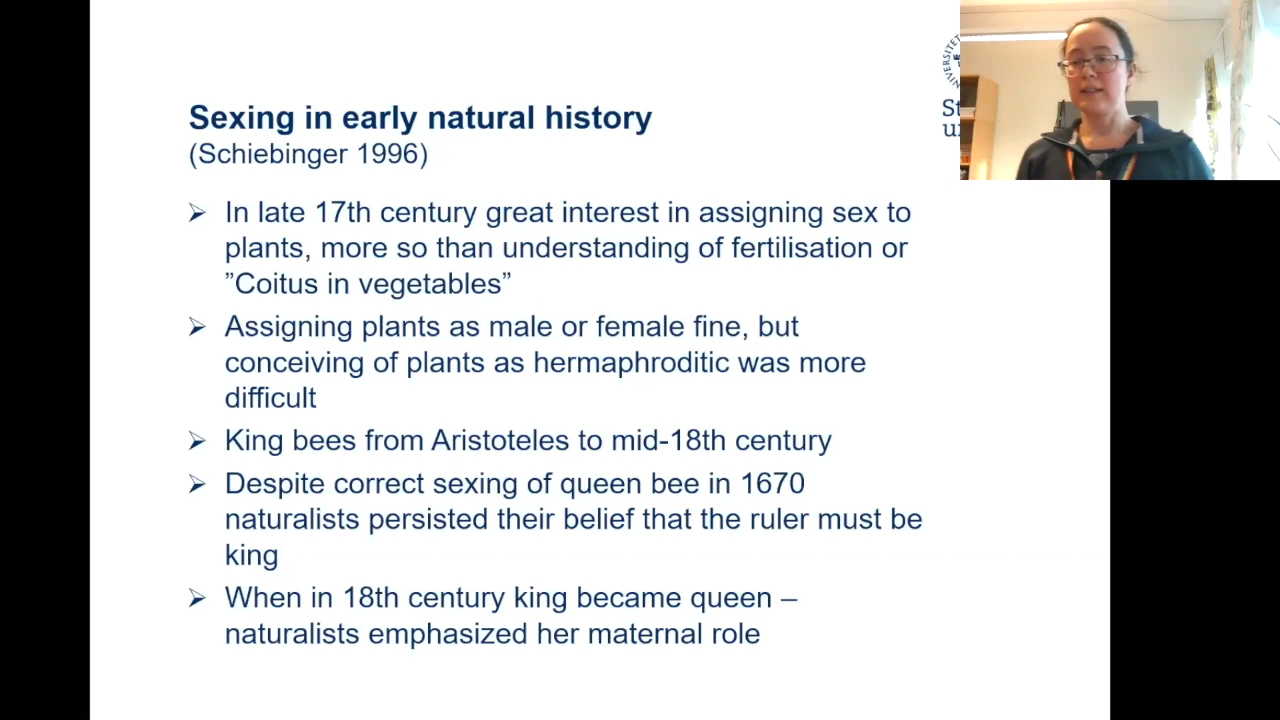 Sexing in early natural history
(Schiebinger 1996)
➢ In late 17th century great interest in assigning sex to
plants, more so than understanding of fertilisation or
”Coitus in vegetables”
➢ Assigning plants as male or female fine, but
conceiving of plants as hermaphroditic was more
difficult
➢ King bees from Aristoteles to mid-18th century
➢ Despite correct sexing of queen bee in 1670
naturalists persisted their belief that the ruler must be
king
➢ When in 18th century king became queen –
naturalists emphasized her maternal role